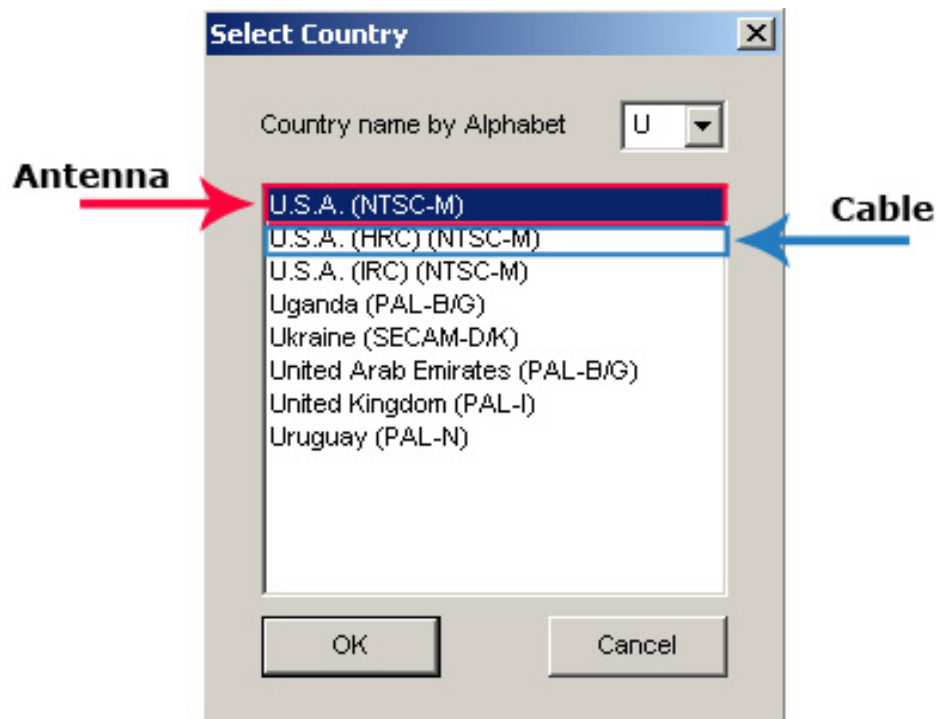 Select Country
Country name by Alphabet U
Antenna
U.S.A. (NTSC-M)
Cable
U.S.A. (HRC) (NTSC-M)
U.S.A. (IRC) (NTSC-M)
Uganda (PAL-B/G)
Ukraine (SECAM-D/K)
United Arab Emirates (PAL-B/G)
United Kingdom (PAL-I)
Uruguay (PAL-N)
OK Cancel